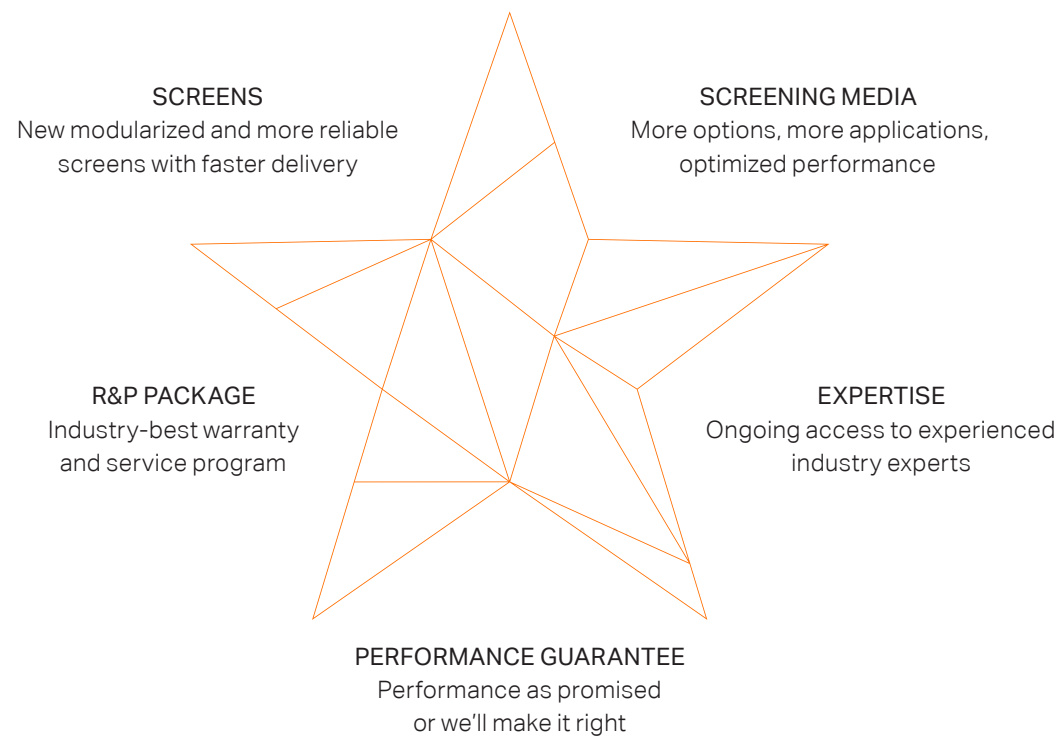 SCREENS
New modularized and more reliable
screens with faster delivery
SCREENING MEDIA
More options, more applications,
optimized performance
R&P PACKAGE
Industry-best warranty
and service program
EXPERTISE
Ongoing access to experienced
industry experts
PERFORMANCE GUARANTEE
Performance as promised
or we’ll make it right